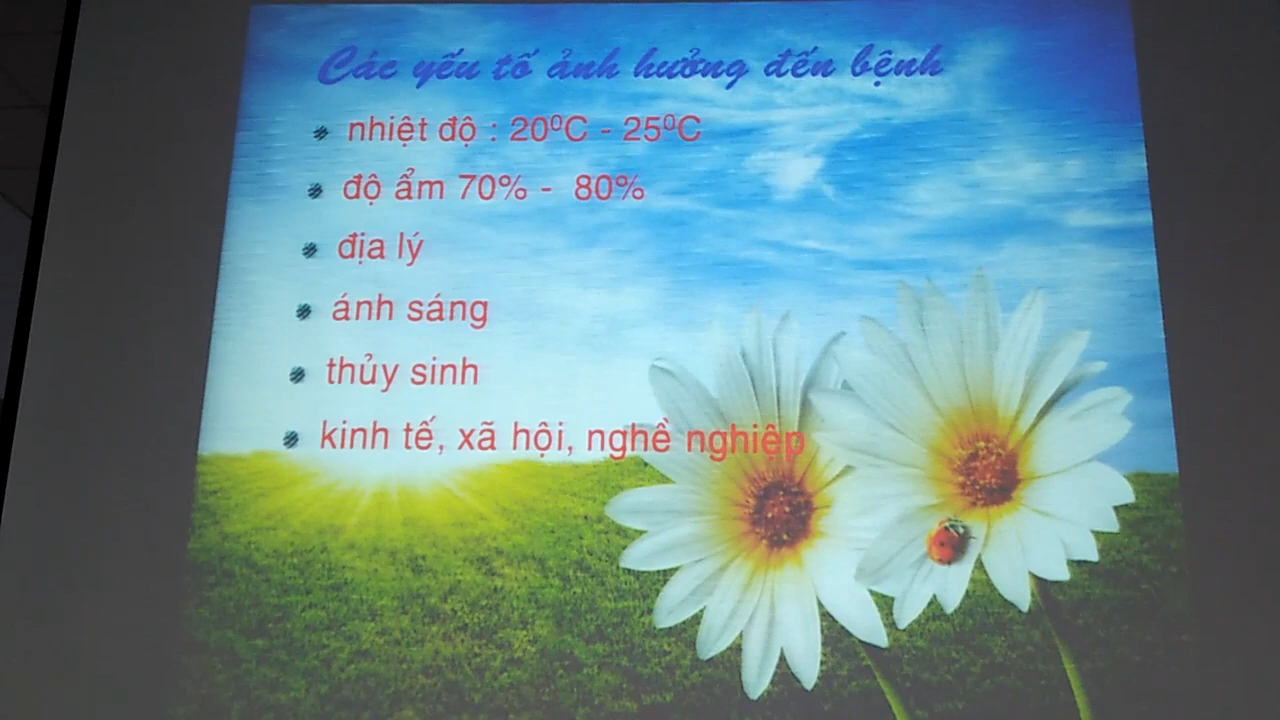 Các yếu tố ảnh hưởng đến bệnh
nhiệt độ : 20⁰C - 25⁰C
độ ẩm 70% - 80%
địa lý
ánh sáng
thủy sinh
kinh tế, xã hội, nghề nghiệp